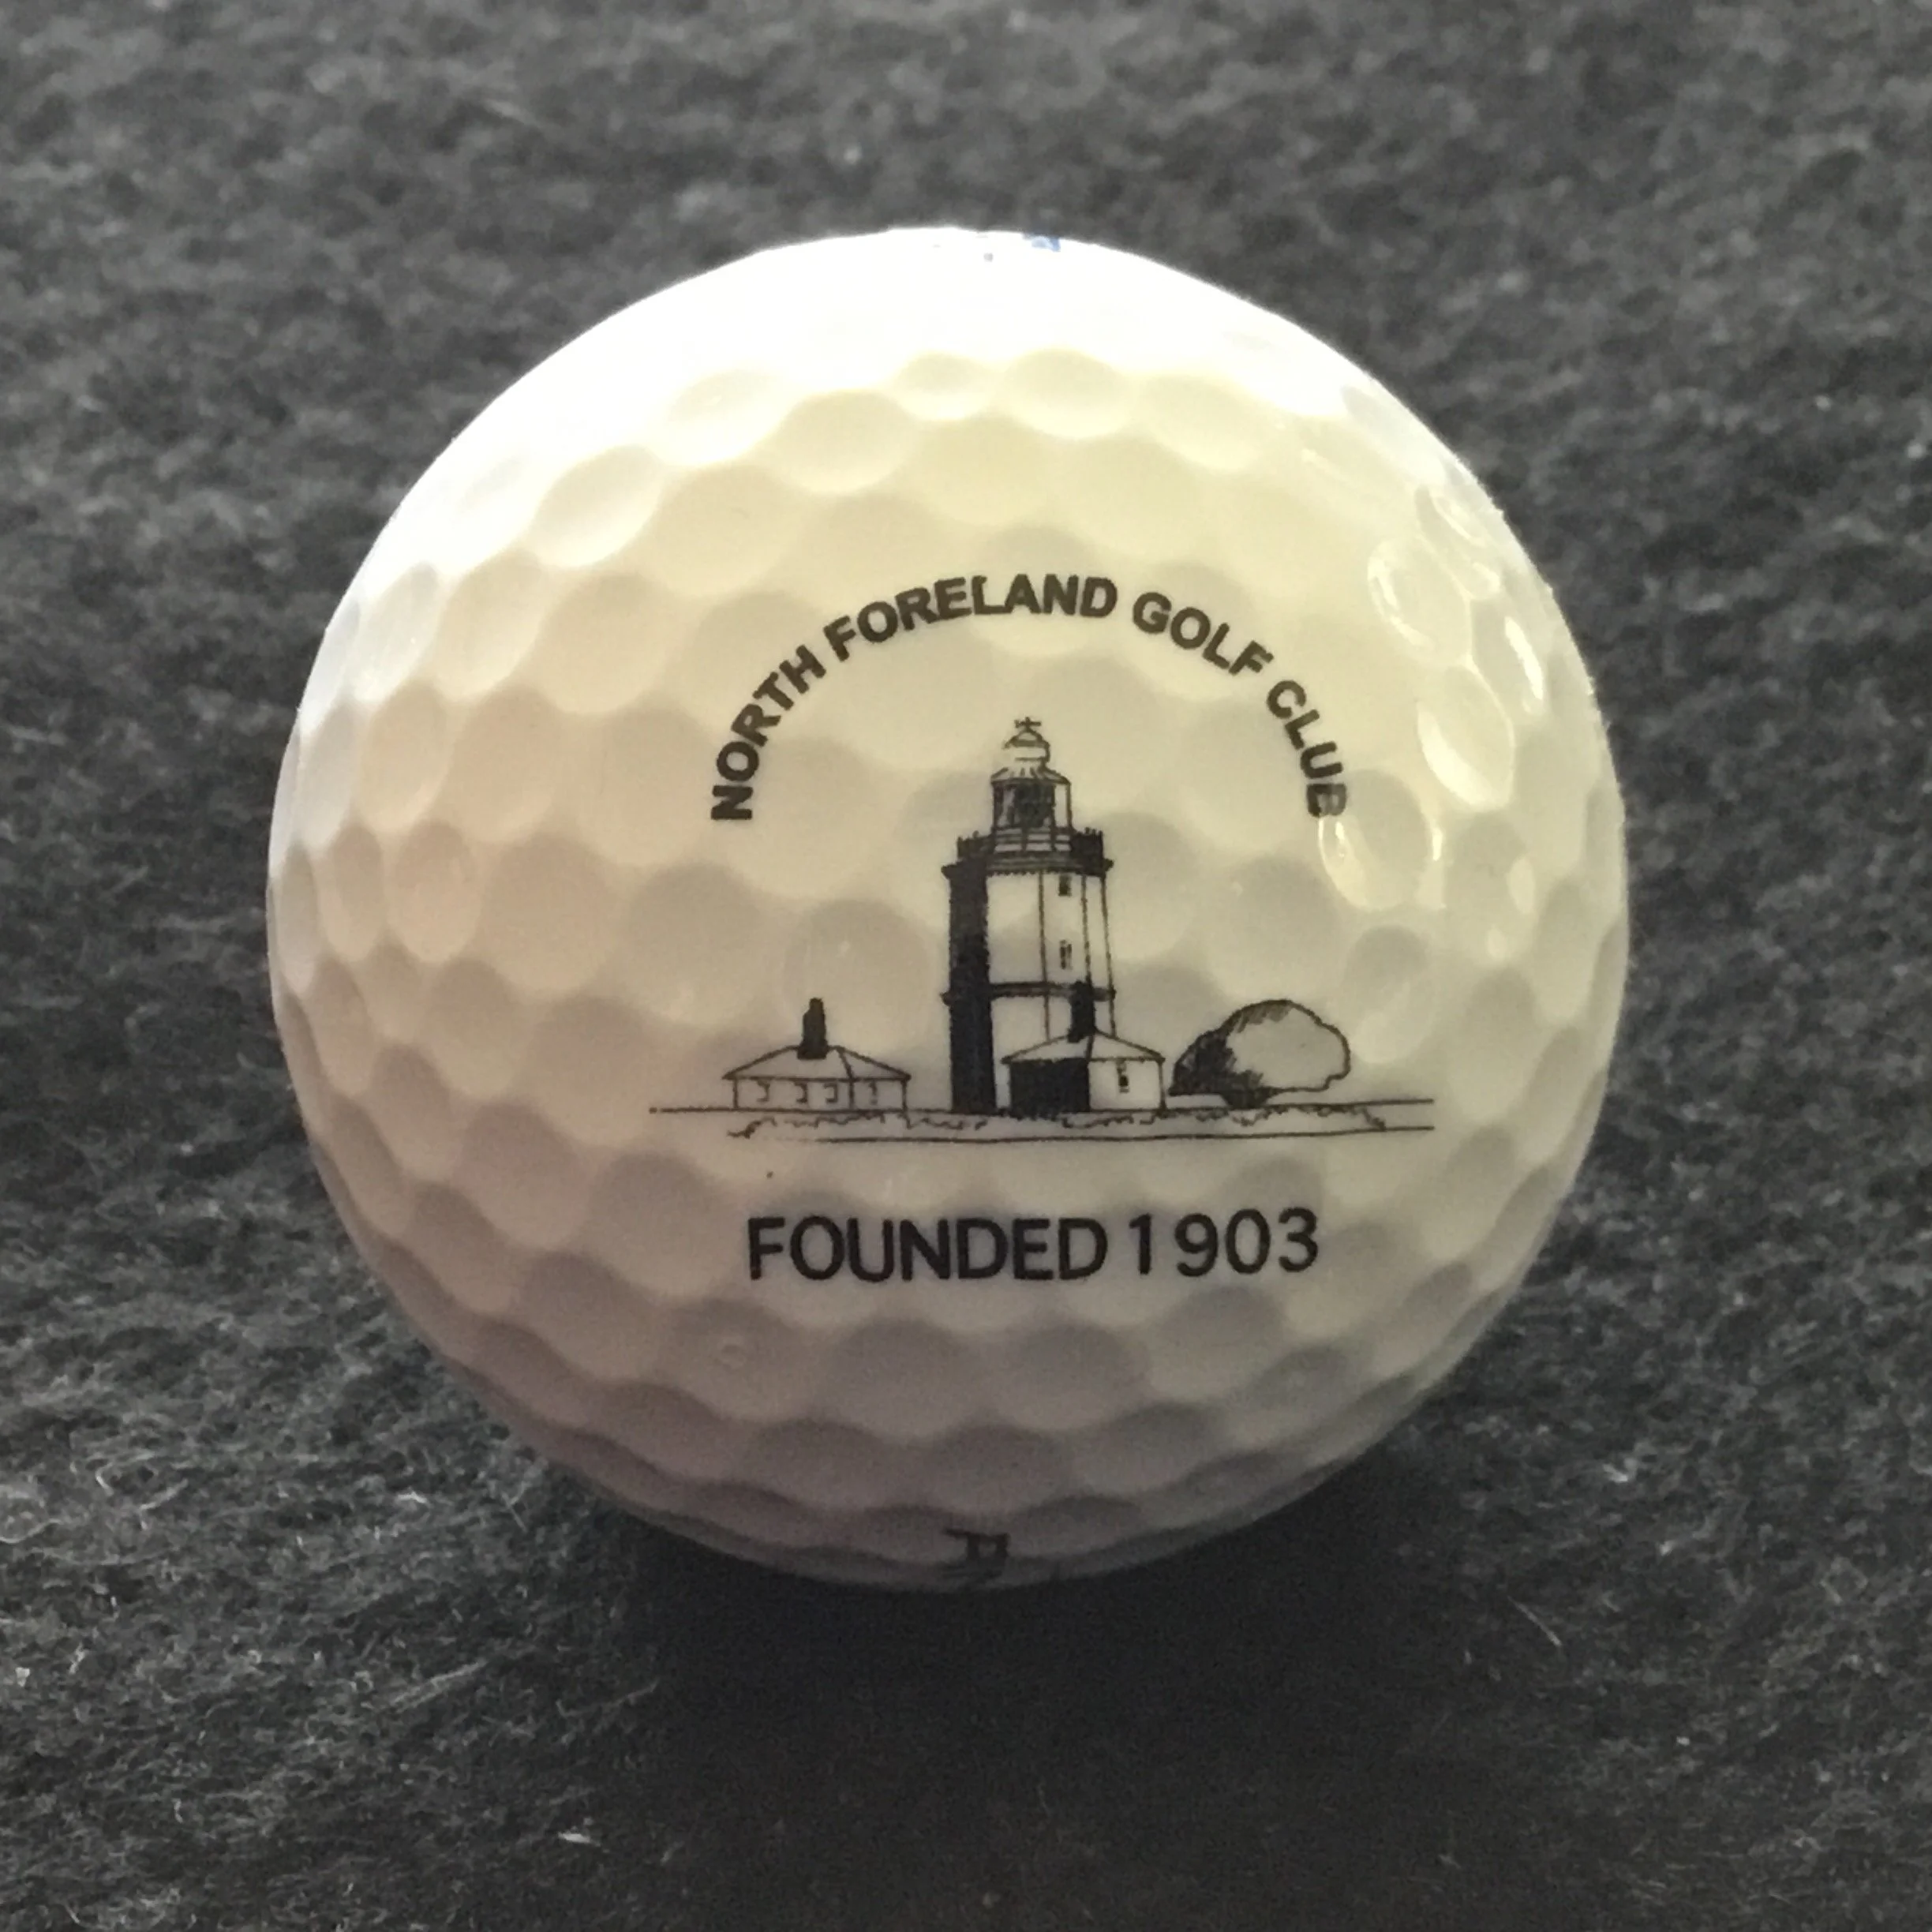 NORTH FORELAND GOLF CLUB
FOUNDED 1903